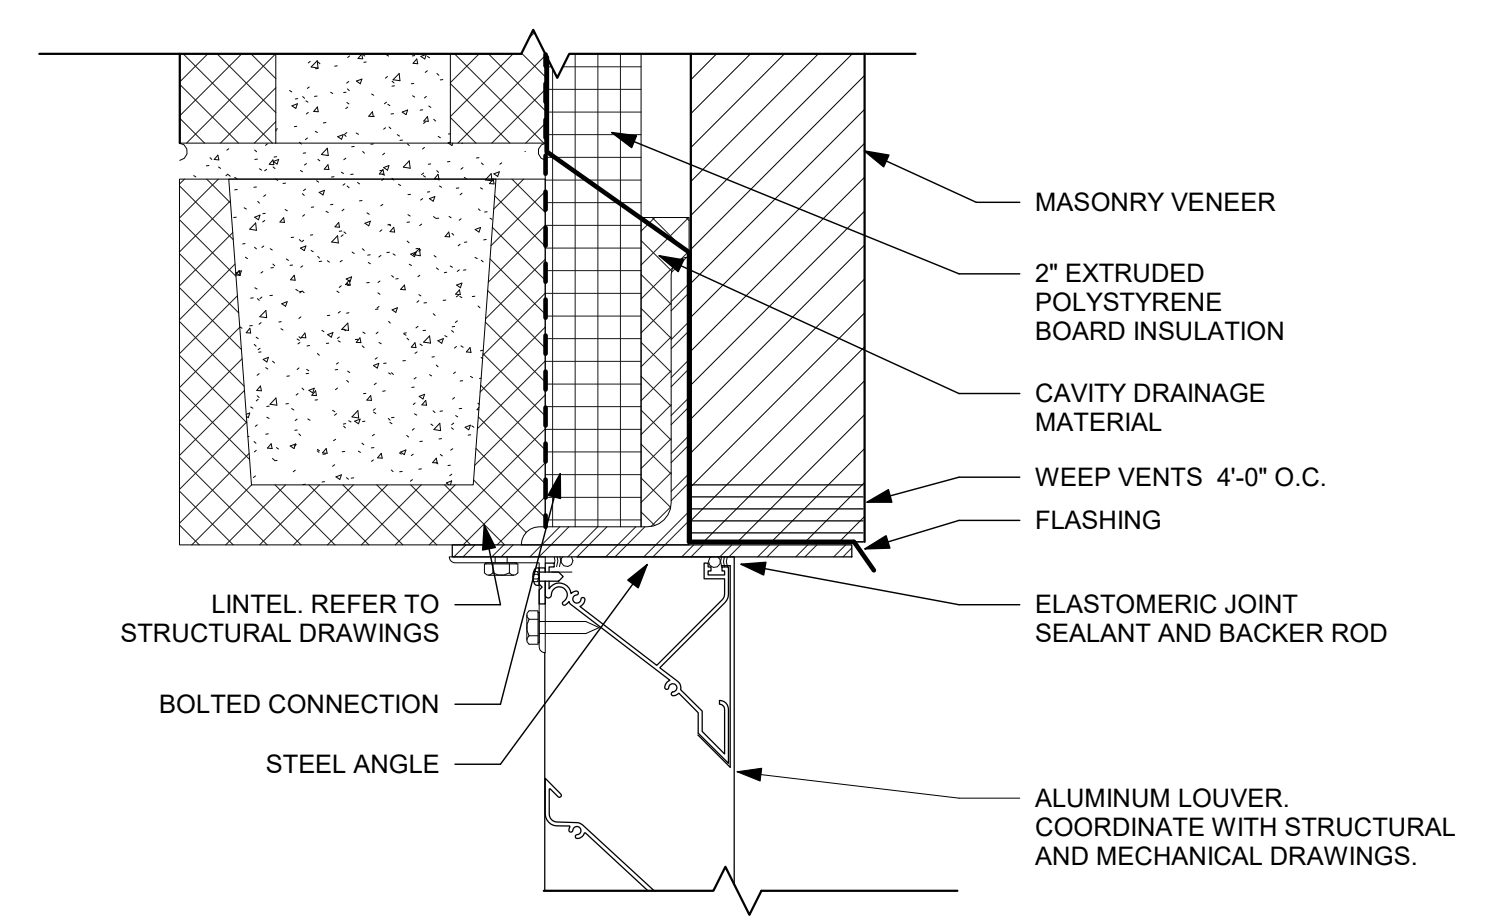 MASONRY VENEER
2" EXTRUDED
POLYSTYRENE
BOARD INSULATION
CAVITY DRAINAGE
MATERIAL
WEEP VENTS 4'-0" O.C.
FLASHING
LINTEL. REFER TO
STRUCTURAL DRAWINGS
ELASTOMERIC JOINT
SEALANT AND BACKER ROD
BOLTED CONNECTION
STEEL ANGLE
ALUMINUM LOUVER.
COORDINATE WITH STRUCTURAL
AND MECHANICAL DRAWINGS.